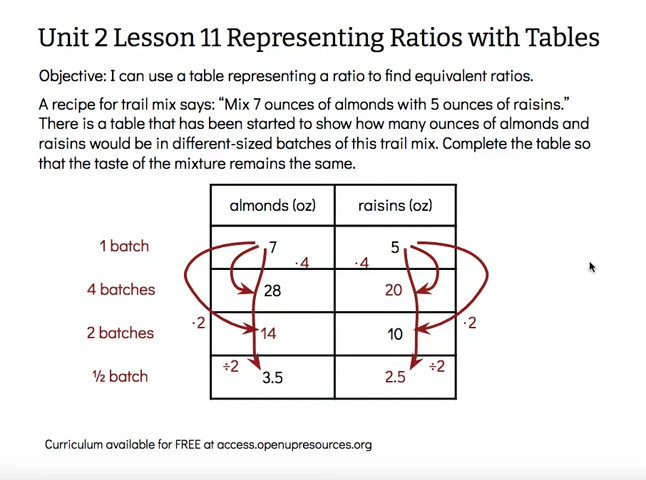 Unit 2 Lesson 11 Representing Ratios with Tables
Objective: I can use a table representing a ratio to find equivalent ratios.
A recipe for trail mix says: “Mix 7 ounces of almonds with 5 ounces of raisins.”
There is a table that has been started to show how many ounces of almonds and
raisins would be in different-sized batches of this trail mix. Complete the table so
that the taste of the mixture remains the same.
almonds (oz) raisins (oz)
1 batch 7 5
·4 ·4
4 batches 28 20
·2 ·2
2 batches 14 10
÷2 ÷2
½ batch 3.5 2.5
Curriculum available for FREE at access.openupresources.org